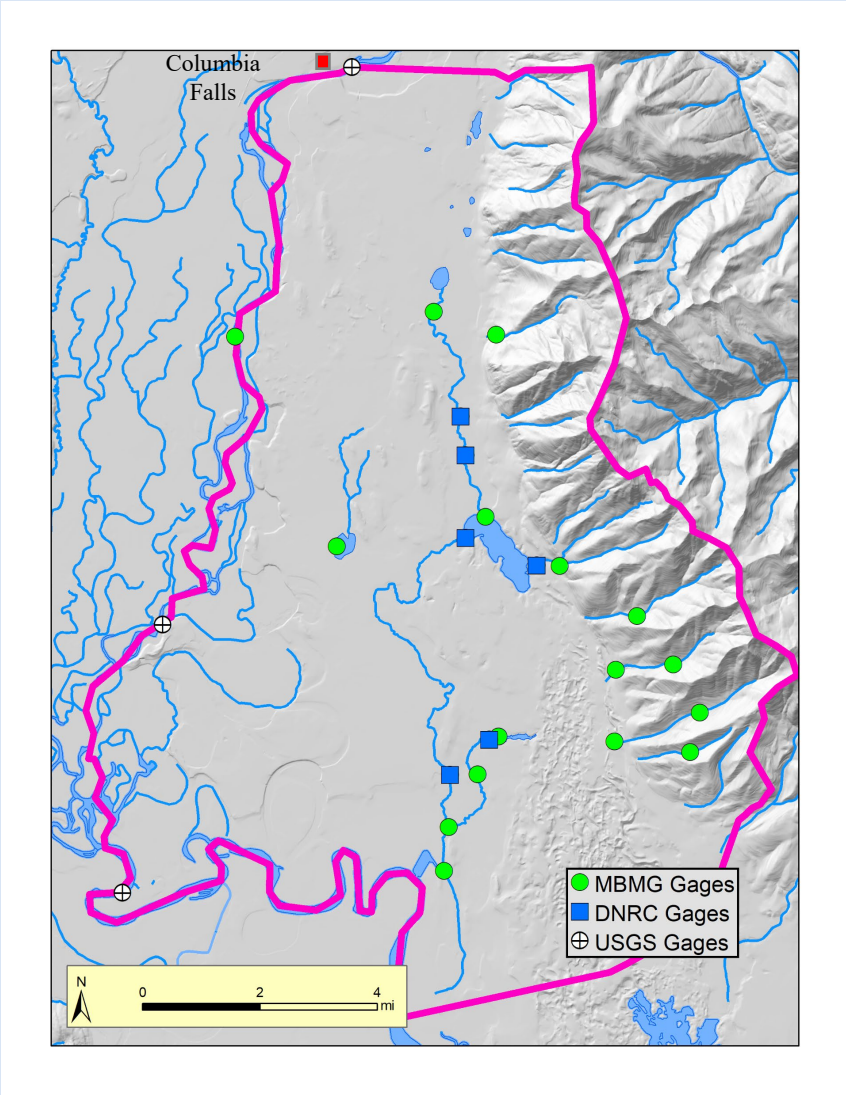 Columbia
Falls
MBMG Gages
DNRC Gages
USGS Gages
N
0 2 4
mi